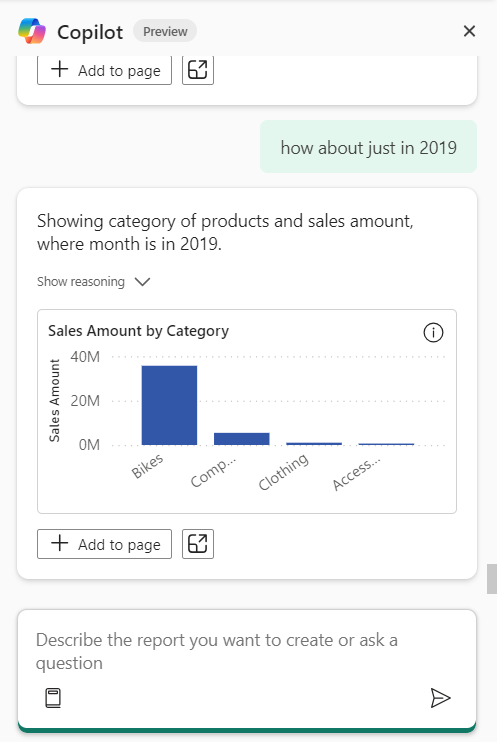 Copilot Preview
Add to page
how about just in 2019
Showing category of products and sales amount,
where month is in 2019.
Show reasoning
Sales Amount by Category
Sales Amount
40M
20M
0M
Bikes
Comp...
Clothing
Access...
Add to page
Describe the report you want to create or ask a
question